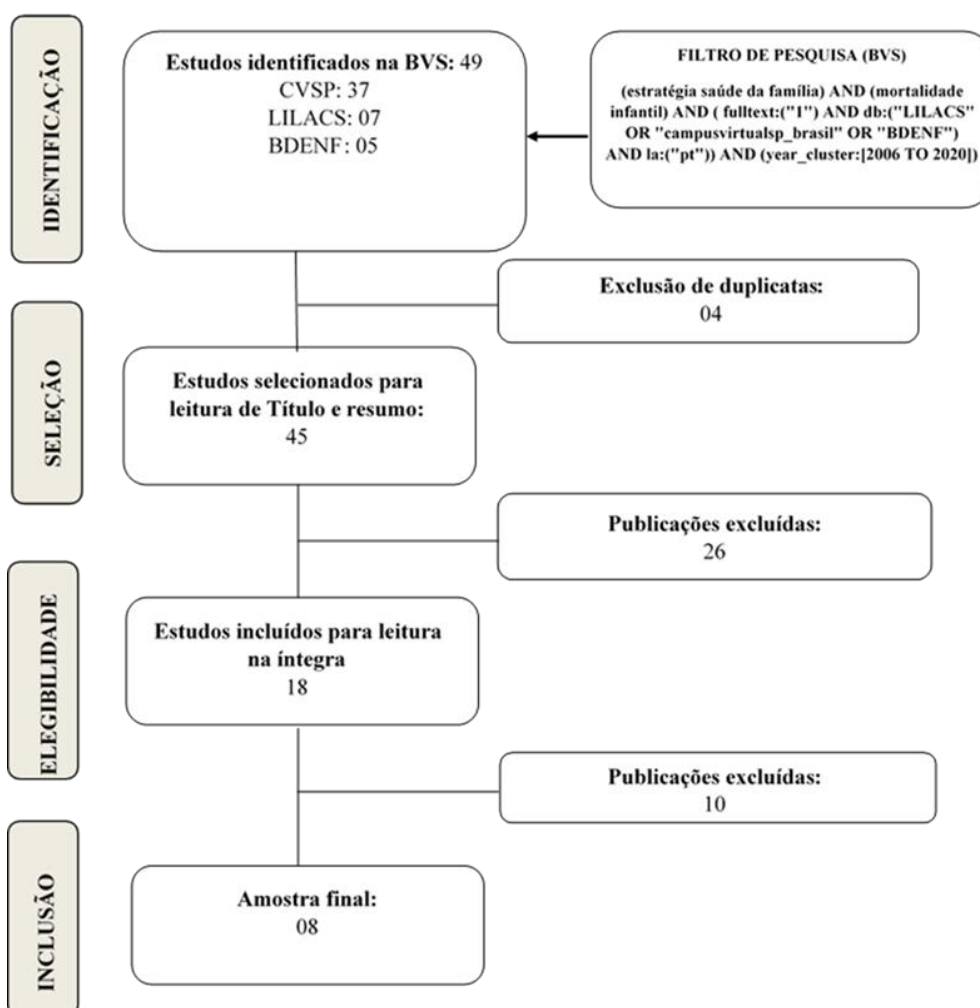 IDENTIFICAÇÃO
Estudos identificados na BVS: 49
CVSP: 37
LILACS: 07
BDENF: 05
FILTRO DE PESQUISA (BVS)
(estratégia saúde da família) AND (mortalidade
infantil) AND ( fulltext:("1") AND db:("LILACS"
OR "campusvirtualsp_brasil" OR "BDENF")
AND la:("pt")) AND (year_cluster:[2006 TO 2020])
Exclusão de duplicatas:
04
SELEÇÃO
Estudos selecionados para
leitura de Título e resumo:
45
Publicações excluídas:
26
ELEGIBILIDADE
Estudos incluídos para leitura
na íntegra
18
Publicações excluídas:
10
INCLUSÃO
Amostra final:
08